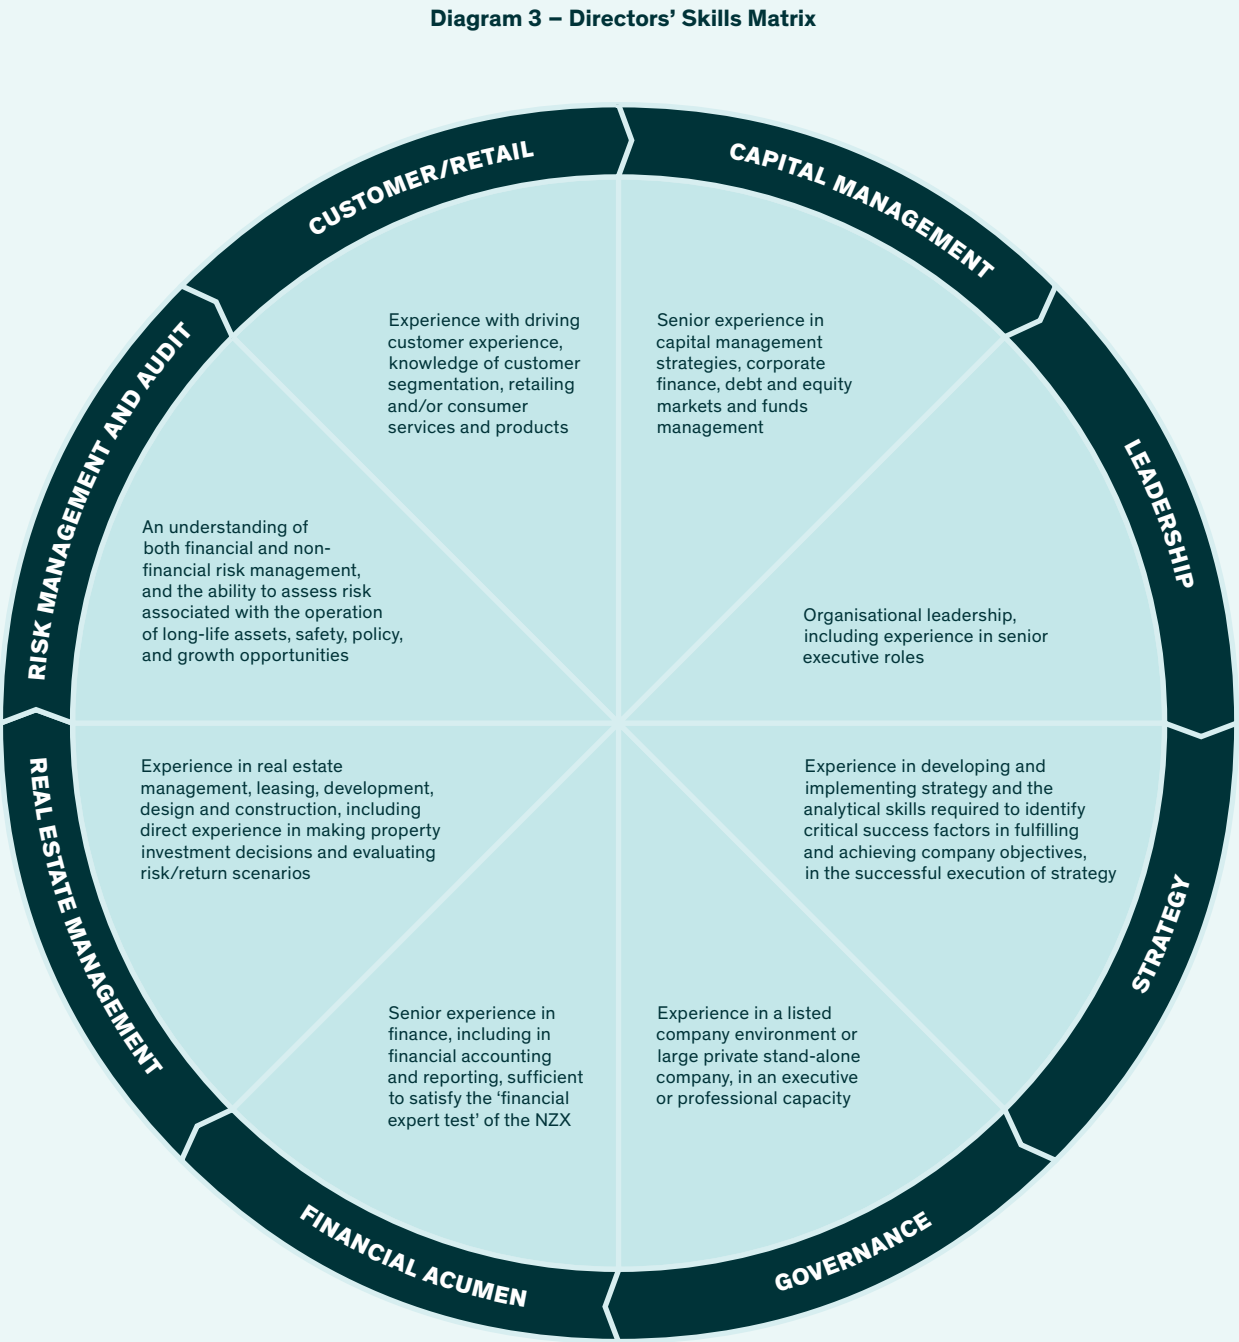 Diagram 3 – Directors’ Skills Matrix
CAPITAL MANAGEMENT
Senior experience in
capital management
strategies, corporate
finance, debt and equity
markets and funds
management
LEADERSHIP
Organisational leadership,
including experience in senior
executive roles
STRATEGY
Experience in developing and
implementing strategy and the
analytical skills required to identify
critical success factors in fulfilling
and achieving company objectives,
in the successful execution of strategy
GOVERNANCE
Experience in a listed
company environment or
large private stand-alone
company, in an executive
or professional capacity
FINANCIAL ACUMEN
Senior experience in
finance, including in
financial accounting
and reporting, sufficient
to satisfy the ‘financial
expert test’ of the NZX
REAL ESTATE MANAGEMENT
Experience in real estate
management, leasing, development,
design and construction, including
direct experience in making property
investment decisions and evaluating
risk/return scenarios
RISK MANAGEMENT AND AUDIT
An understanding of
both financial and non-
financial risk management,
and the ability to assess risk
associated with the operation
of long-life assets, safety, policy,
and growth opportunities
CUSTOMER/RETAIL
Experience with driving
customer experience,
knowledge of customer
segmentation, retailing
and/or consumer
services and products